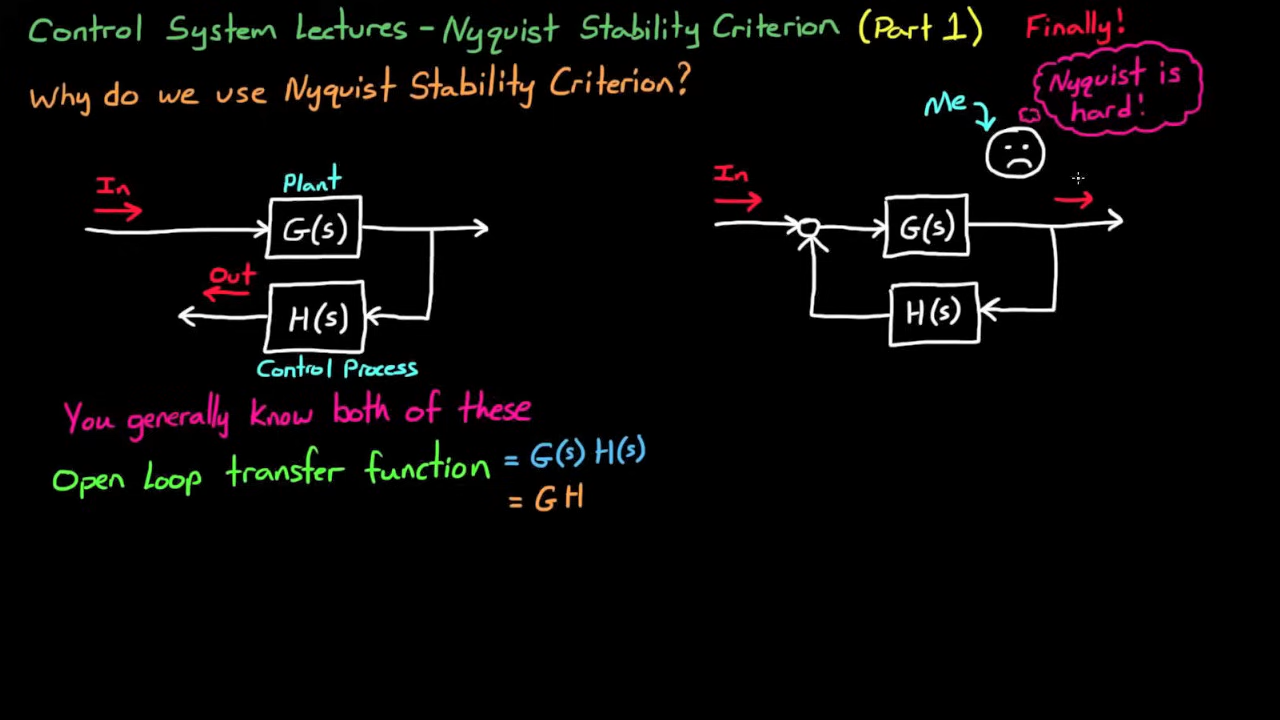 Control System Lectures - Nyquist Stability Criterion (Part 1) Finally!
Why do we use Nyquist Stability Criterion?
Nyquist is
hard!
Me
In
Plant
G(s)
Out
H(s)
Control Process
In
G(s)
H(s)
You generally know both of these
Open Loop transfer function = G(s) H(s)
= G H